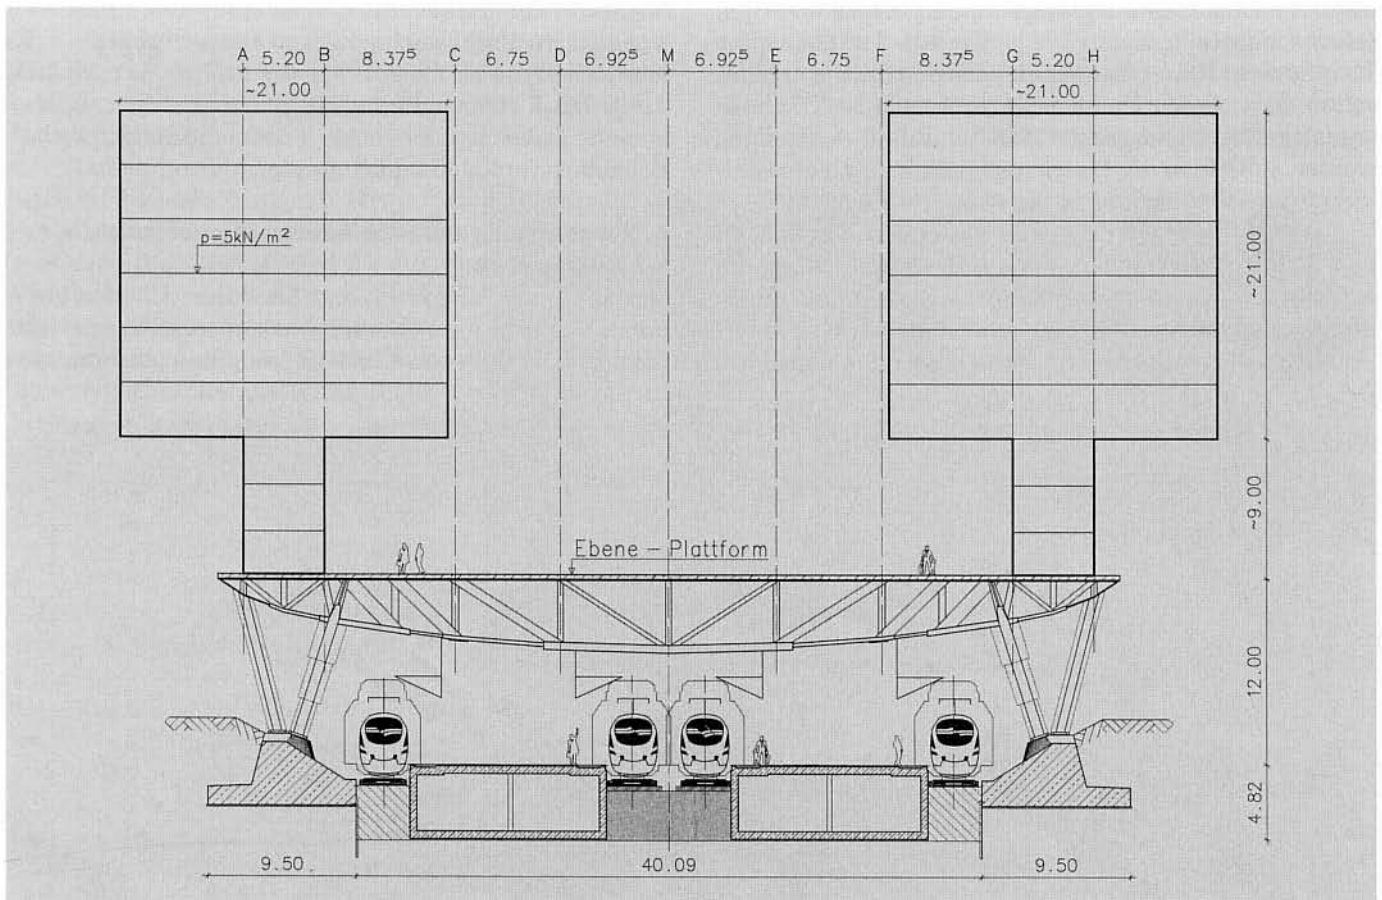 A 5.20 B 8.37⁵ C 6.75 D 6.92⁵ M 6.92⁵ E 6.75 F 8.37⁵ G 5.20 H
~21.00 ~21.00
p=5kN/m²
~21.00
~9.00
Ebene – Plattform
12.00
4.82
9.50 40.09 9.50